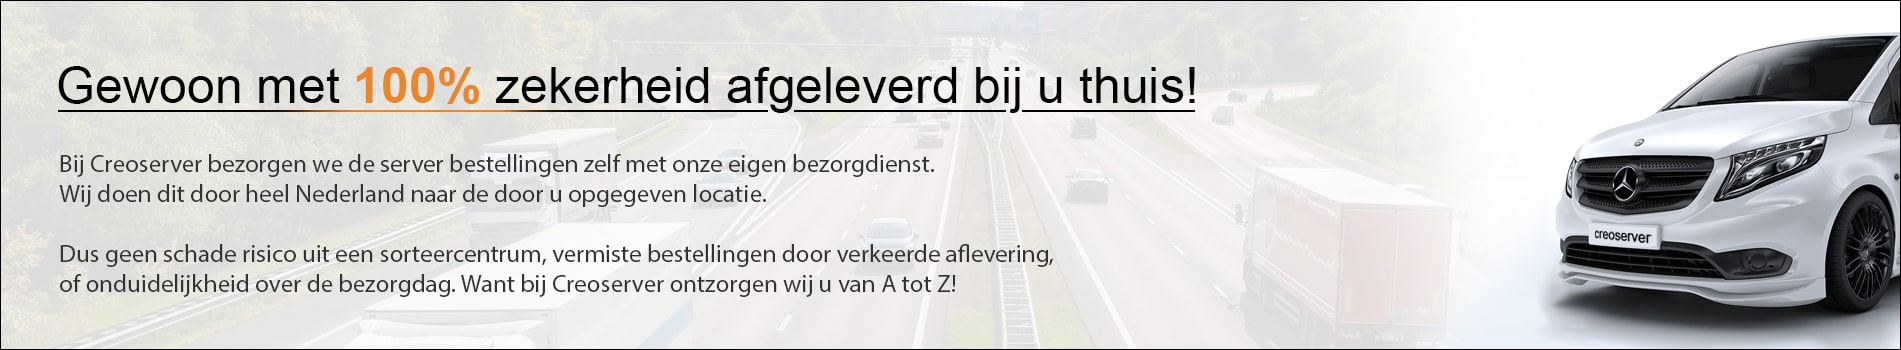 Gewoon met 100% zekerheid afgeleverd bij u thuis!
Bij Creoserver bezorgen we de server bestellingen zelf met onze eigen bezorgdienst.
Wij doen dit door heel Nederland naar de door u opgegeven locatie.
Dus geen schade risico uit een sorteercentrum, vermiste bestellingen door verkeerde aflevering,
of onduidelijkheid over de bezorgdag. Want bij Creoserver ontzorgen wij u van A tot Z!
creoserver